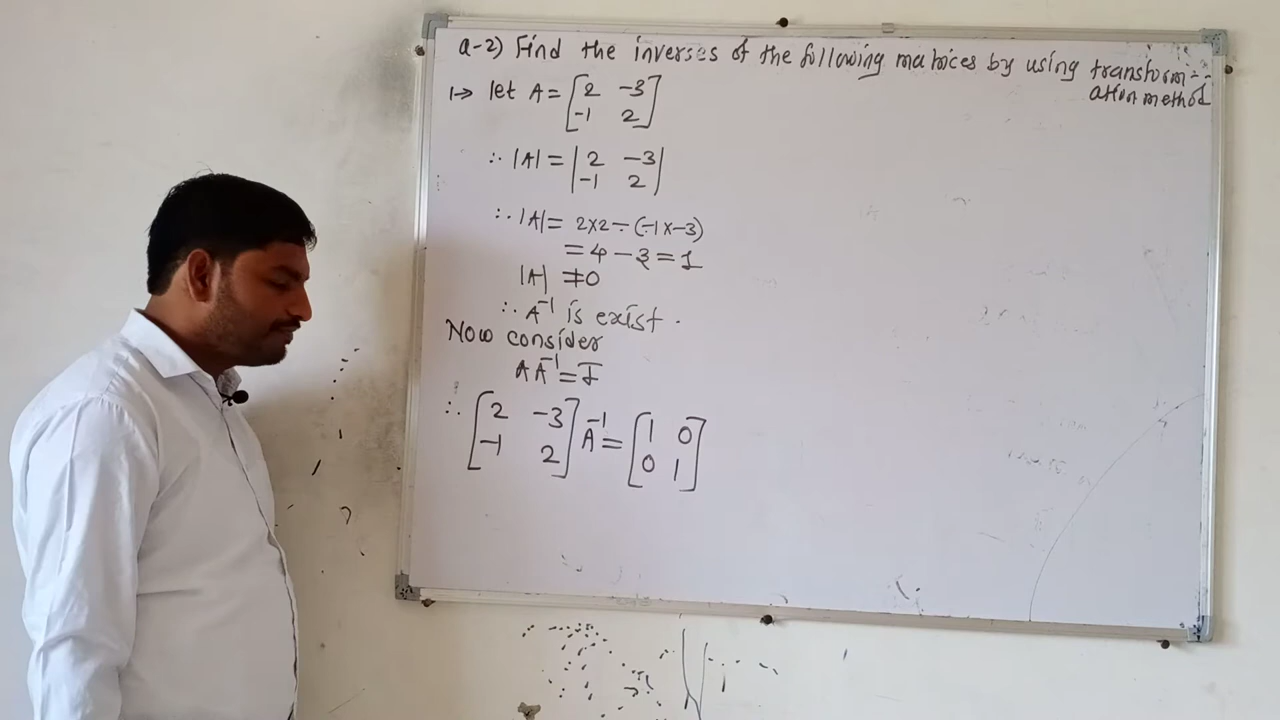 Q-2) Find the inverses of the following matrices by using transform-
ation method
1→ let A = [2 -3
-1 2]
∴ |A| = |2 -3
-1 2|
∴ |A| = 2x2 - (-1x-3)
= 4 - 3 = 1
|A| ≠ 0
∴ A⁻¹ is exist.
Now consider
A A⁻¹ = I
∴ [2 -3
-1 2] A⁻¹ = [1 0
0 1]